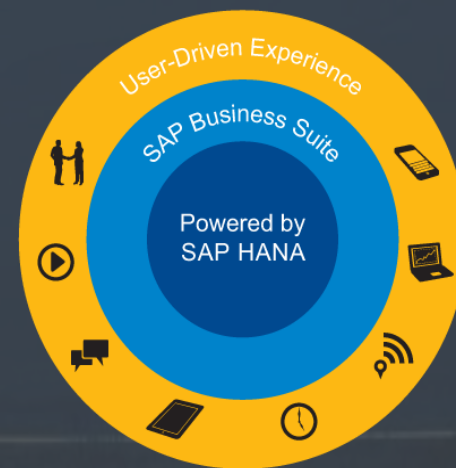 User-Driven Experience
SAP Business Suite
Powered by
SAP HANA